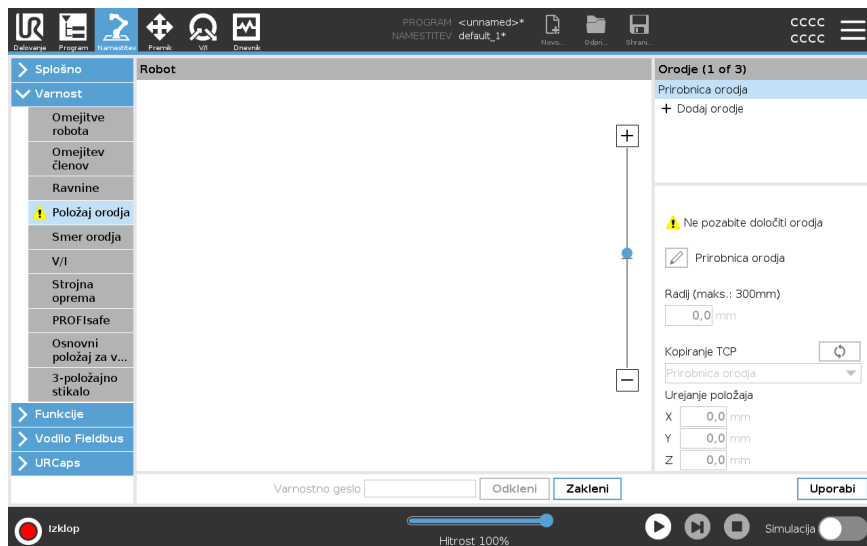 PROGRAM <unnamed>*
NAMESTITEV default_1*
CCCC
CCCC
Delovanje
Program
Namestitev
Premik
V/I
Dnevnik
Novo...
Odpri...
Shrani...
Splošno
Varnost
Omejitve
robota
Omejitev
členov
Ravnine
Položaj orodja
Smer orodja
V/I
Strojna
oprema
PROFIsafe
Osnovni
položaj za v...
3-položajno
stikalo
Funkcije
Vodilo Fieldbus
URCaps
Robot
Orodje (1 of 3)
Prirobnica orodja
Dodaj orodje
Ne pozabite določiti orodja
Prirobnica orodja
Radij (maks.: 300mm)
0,0 mm
Kopiranje TCP
Prirobnica orodja
Urejanje položaja
X 0,0 mm
Y 0,0 mm
Z 0,0 mm
Varnostno geslo
Odkleni
Zakleni
Uporabi
Izklop
Hitrost 100%
Simulacija